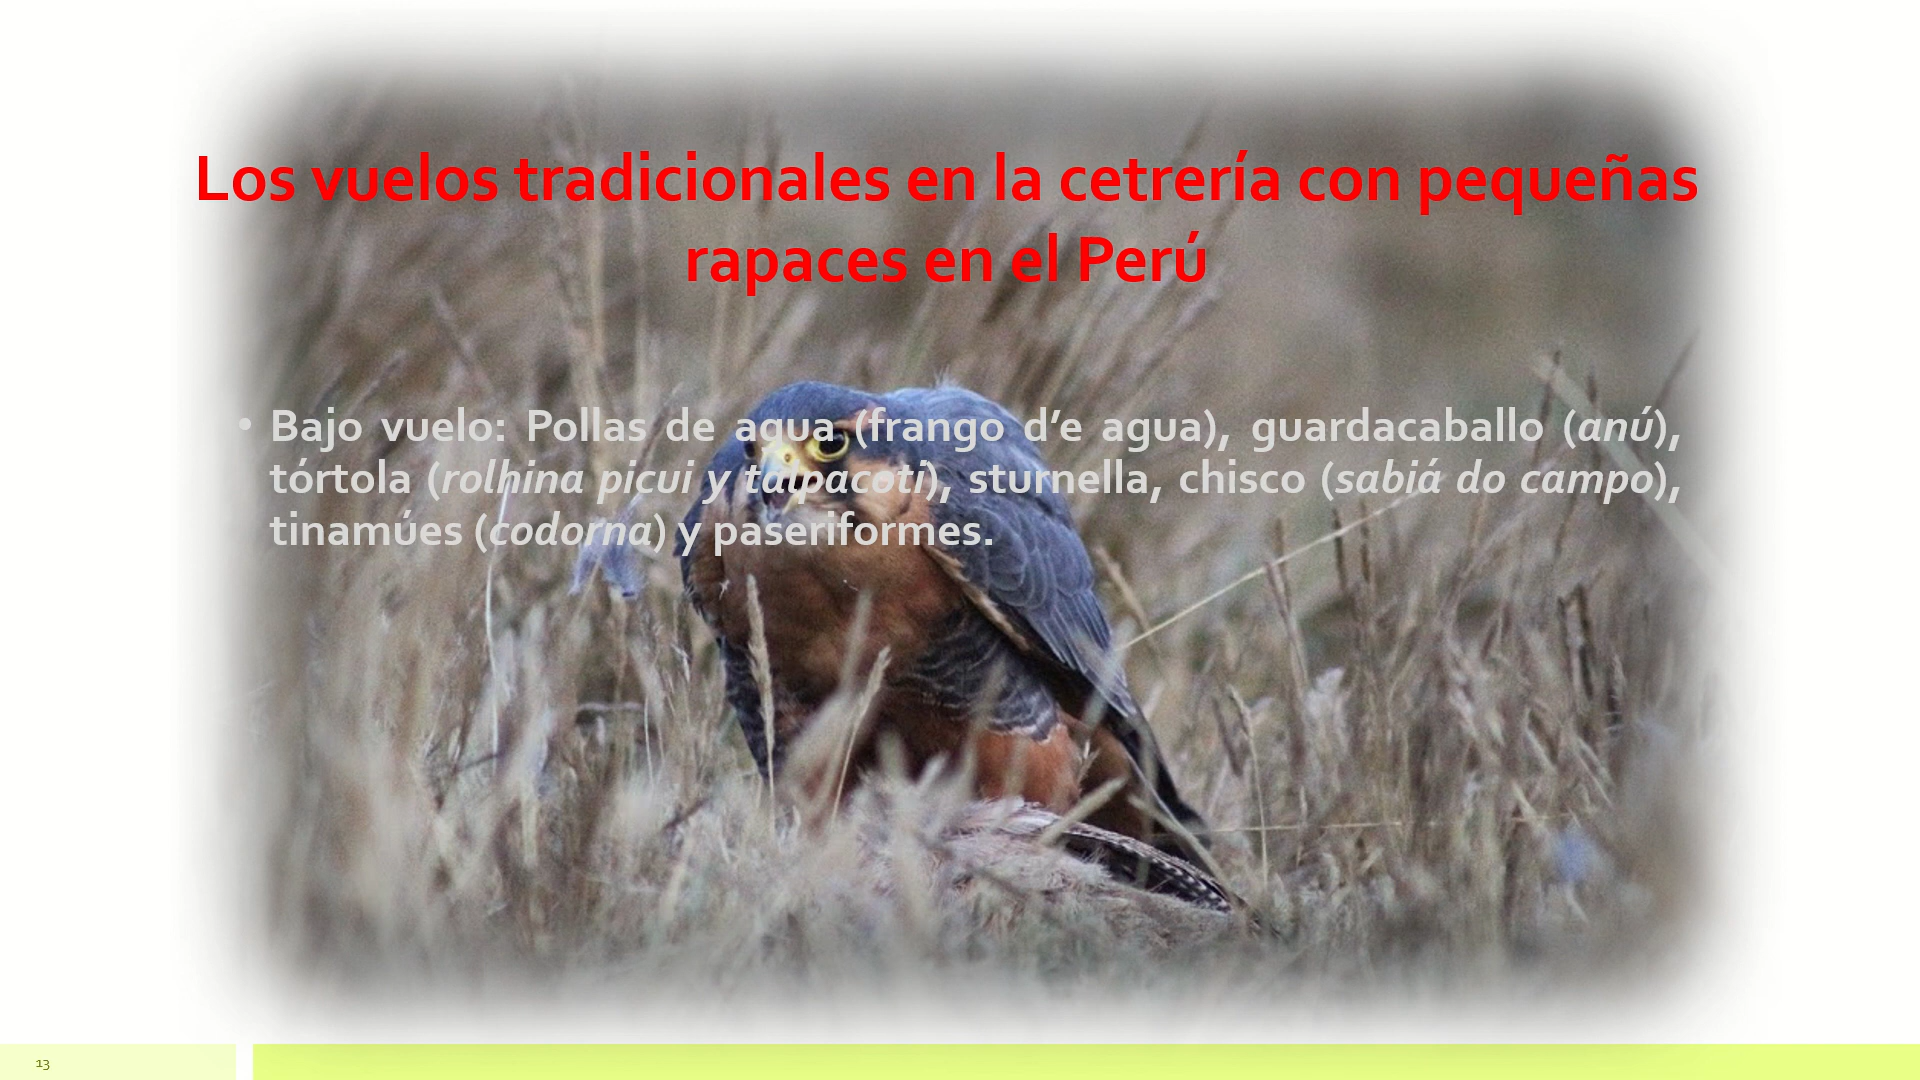 Los vuelos tradicionales en la cetrería con pequeñas
rapaces en el Perú
• Bajo vuelo: Pollas de agua (frango d’e agua), guardacaballo (anú),
tórtola (rolhina picui y talpacoti), sturnella, chisco (sabiá do campo),
tinamúes (codorna) y paseriformes.
13